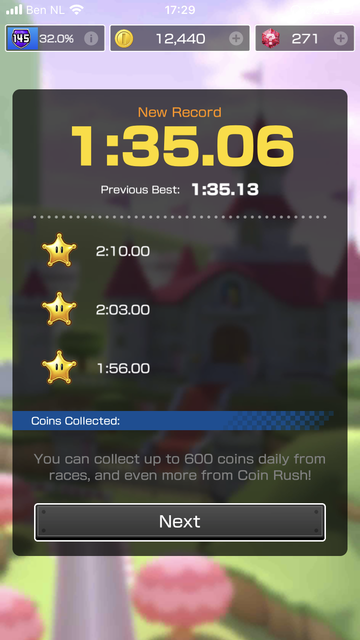 Ben NL 17:29
145 32.0% i 12,440 + 271 +
New Record
1:35.06
Previous Best: 1:35.13
2:10.00
2:03.00
1:56.00
Coins Collected:
You can collect up to 600 coins daily from
races, and even more from Coin Rush!
Next